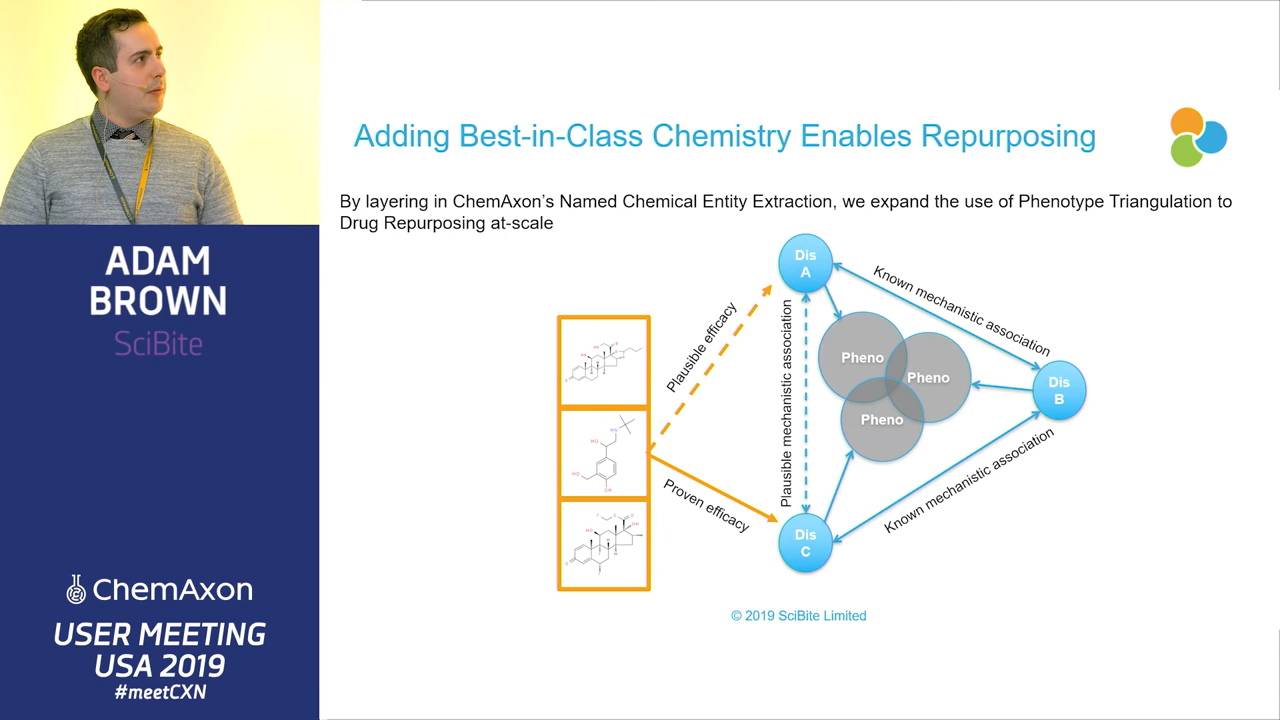 Adding Best-in-Class Chemistry Enables Repurposing
By layering in ChemAxon's Named Chemical Entity Extraction, we expand the use of Phenotype Triangulation to
Drug Repurposing at-scale
Dis
A
Known mechanistic association
Plausible efficacy
Plausible mechanistic association
Pheno
Pheno
Pheno
Dis
B
Proven efficacy
Known mechanistic association
Dis
C
© 2019 SciBite Limited
ADAM
BROWN
SciBite
ChemAxon
USER MEETING
USA 2019
#meetCXN